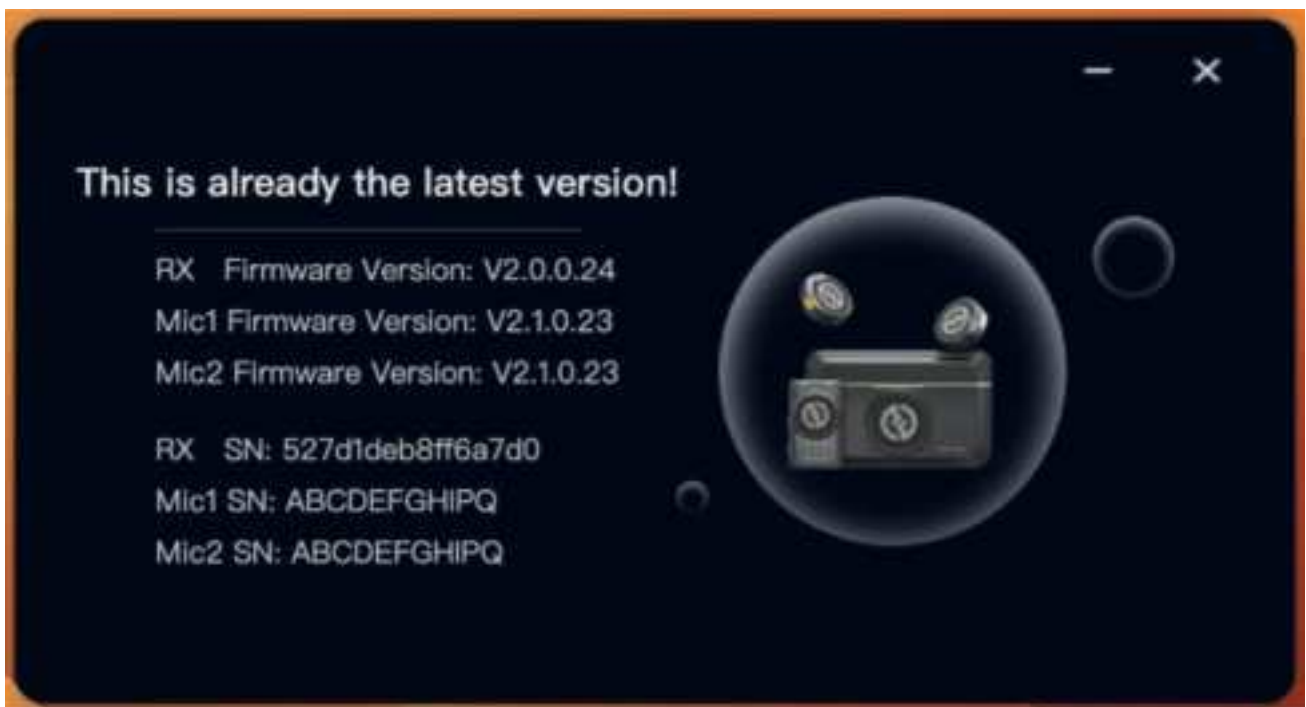 This is already the latest version!
RX Firmware Version: V2.0.0.24
Mic1 Firmware Version: V2.1.0.23
Mic2 Firmware Version: V2.1.0.23
RX SN: 527d1deb8ff6a7d0
Mic1 SN: ABCDEFGHIPQ
Mic2 SN: ABCDEFGHIPQ